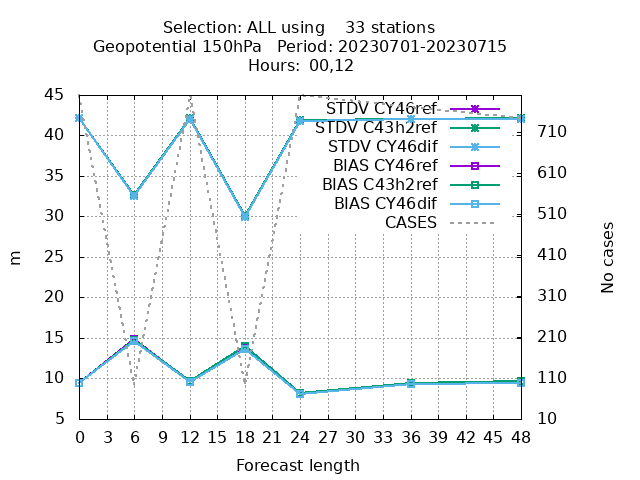 Selection: ALL using    33 stations
Geopotential 150hPa   Period: 20230701-20230715
Hours: 00,12
STDV CY46ref
STDV C43h2ref
STDV CY46dif
BIAS CY46ref
BIAS C43h2ref
BIAS CY46dif
CASES
45
40
35
30
25
20
15
10
5
m
710
610
510
410
310
210
110
10
No cases
0 3 6 9 12 15 18 21 24 27 30 33 36 39 42 45 48
Forecast length